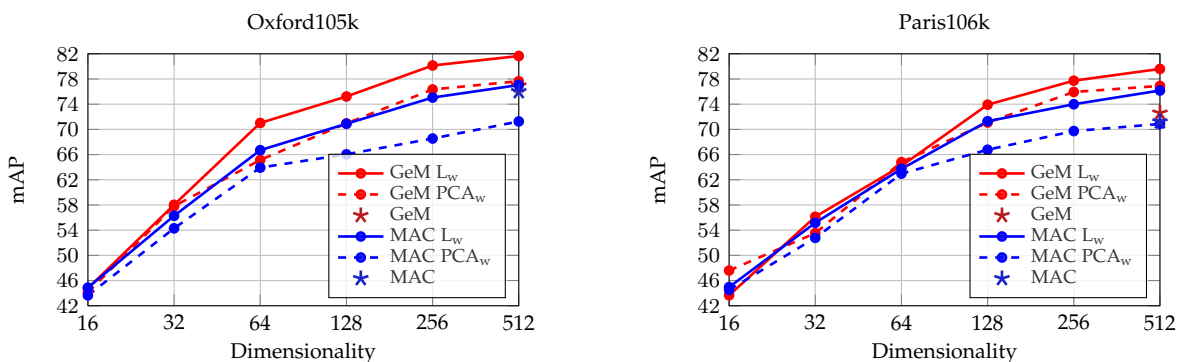 Oxford105k
mAP
82
78
74
70
66
62
58
54
50
46
42
16 32 64 128 256 512
Dimensionality
GeM Lw
GeM PCAw
GeM
MAC Lw
MAC PCAw
MAC
Paris106k
mAP
82
78
74
70
66
62
58
54
50
46
42
16 32 64 128 256 512
Dimensionality
GeM Lw
GeM PCAw
GeM
MAC Lw
MAC PCAw
MAC